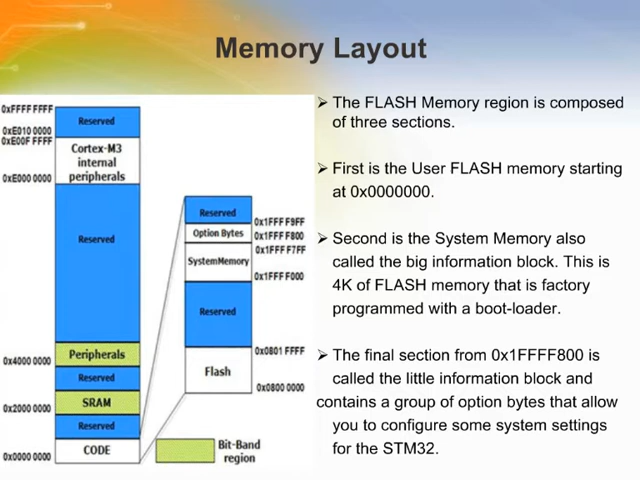 Memory Layout
0xFFFF FFFF
Reserved
0xE010 0000
0xE00F FFFF
Cortex-M3
internal
peripherals
0xE000 0000
Reserved
Peripherals
0x4000 0000
Reserved
SRAM
0x2000 0000
Reserved
CODE
0x0000 0000
Reserved
0x1FFF F9FF
Option Bytes
0x1FFF F800
0x1FFF F7FF
SystemMemory
0x1FFF F000
Reserved
0x0801 FFFF
Flash
0x0800 0000
Bit-Band
region
➢ The FLASH Memory region is composed
of three sections.
➢ First is the User FLASH memory starting
at 0x0000000.
➢ Second is the System Memory also
called the big information block. This is
4K of FLASH memory that is factory
programmed with a boot-loader.
➢ The final section from 0x1FFFF800 is
called the little information block and
contains a group of option bytes that allow
you to configure some system settings
for the STM32.